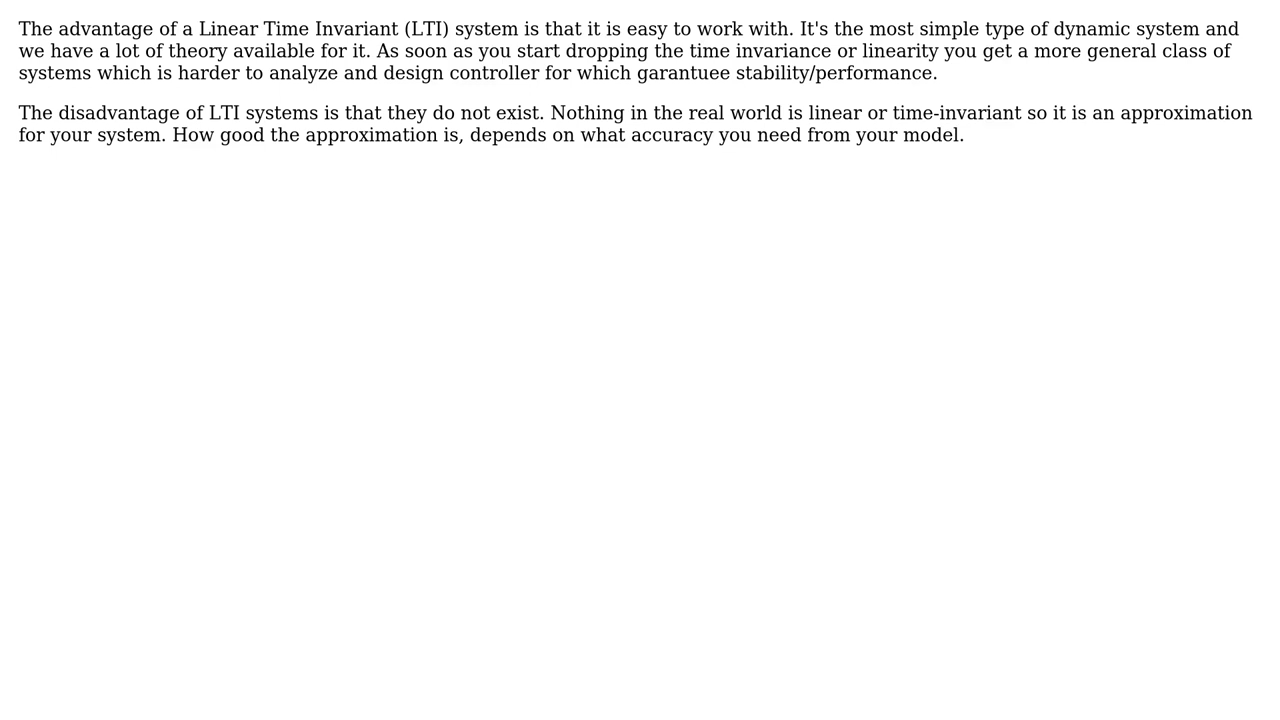 The advantage of a Linear Time Invariant (LTI) system is that it is easy to work with. It's the most simple type of dynamic system and
we have a lot of theory available for it. As soon as you start dropping the time invariance or linearity you get a more general class of
systems which is harder to analyze and design controller for which garantuee stability/performance.
The disadvantage of LTI systems is that they do not exist. Nothing in the real world is linear or time-invariant so it is an approximation
for your system. How good the approximation is, depends on what accuracy you need from your model.